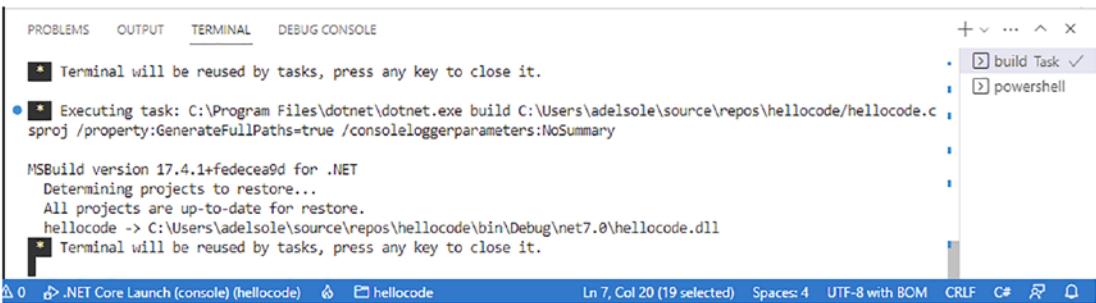 PROBLEMS OUTPUT TERMINAL DEBUG CONSOLE
* Terminal will be reused by tasks, press any key to close it.
build Task
powershell
* Executing task: C:\Program Files\dotnet\dotnet.exe build C:\Users\adelsole\source\repos\hellocode/hellocode.c
sproj /property:GenerateFullPaths=true /consoleloggerparameters:NoSummary
MSBuild version 17.4.1+fedecea9d for .NET
Determining projects to restore...
All projects are up-to-date for restore.
hellocode -> C:\Users\adelsole\source\repos\hellocode\bin\Debug\net7.0\hellocode.dll
* Terminal will be reused by tasks, press any key to close it.
0 .NET Core Launch (console) (hellocode) hellocode Ln 7, Col 20 (19 selected) Spaces: 4 UTF-8 with BOM CRLF C#